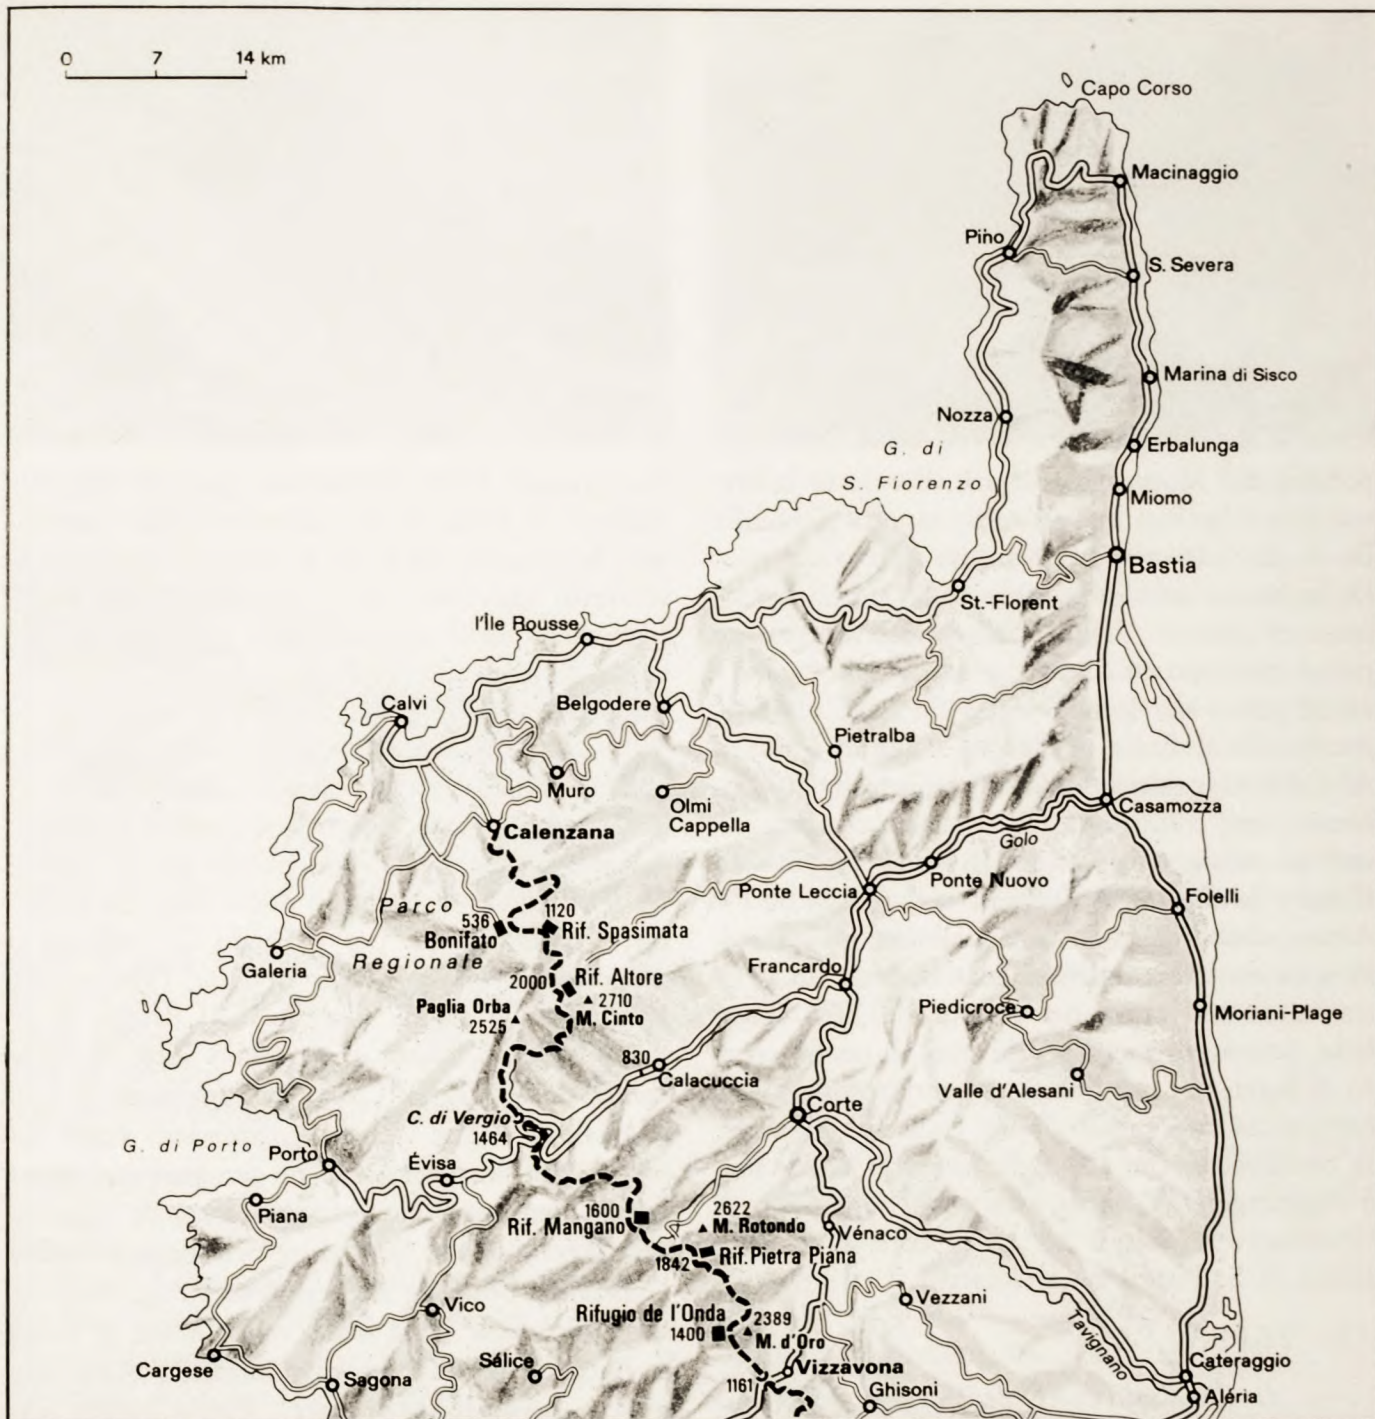 0 7 14 km
Capo Corso
Macinaggio
Pino
S. Severa
Marina di Sisco
Nozza
Erbalunga
G. di
S. Fiorenzo
Miomo
Bastia
St.-Florent
l'Île Rousse
Calvi
Belgodere
Pietralba
Muro
Olmi
Cappella
Casamozza
Calenzana
Golo
Ponte Nuovo
Ponte Leccia
Folelli
Parco
Regionale
536
Bonifato
1120
Rif. Spasimata
Galeria
Francardo
2000
Rif. Altore
2710
M. Cinto
Paglia Orba
2525
Piedicroce
Moriani-Plage
830
Calacuccia
Valle d'Alesani
C. di Vergio
1464
Corte
G. di Porto
Porto
Évisa
Piana
1600
Rif. Mangano
2622
M. Rotondo
Vénaco
1842
Rif. Pietra Piana
Vico
Rifugio de l'Onda
1400
2389
M. d'Oro
Vezzani
Tavignano
Cargese
Sagona
Sálice
Vizzavona
1161
Ghisoni
Cateraggio
Aléria